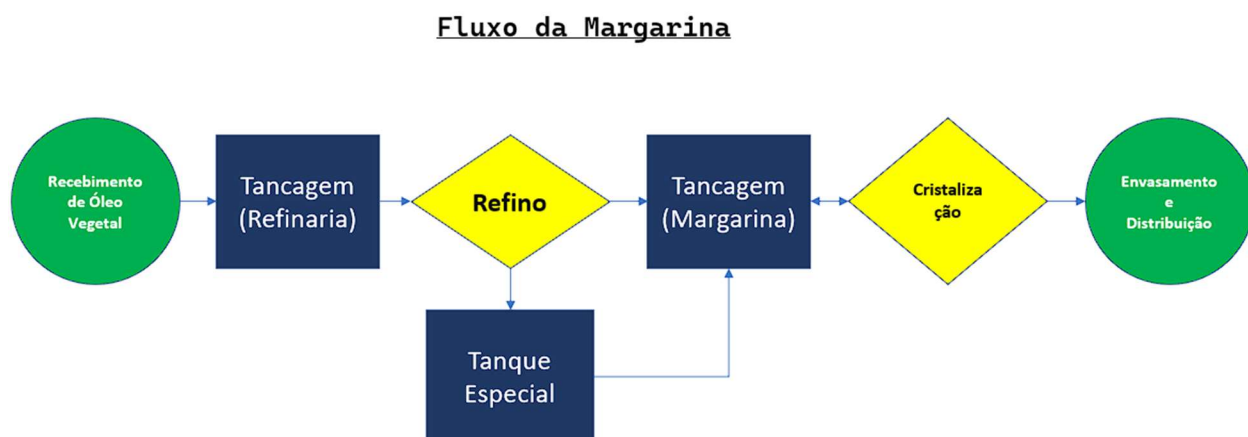 Fluxo da Margarina
Recebimento
de Óleo
Vegetal
Tancagem
(Refinaria)
Refino
Tancagem
(Margarina)
Cristaliza
ção
Envasamento
e
Distribuição
Tanque
Especial